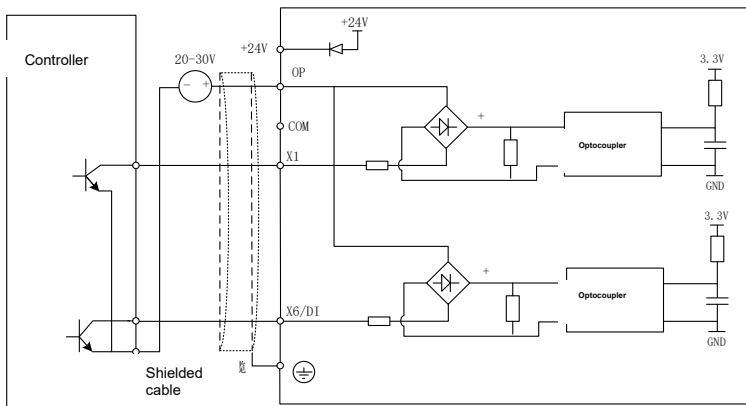 +24V
+24V
20-30V
Controller
OP
3.3V
- +
+
COM
Optocoupler
X1
GND
3.3V
+
Optocoupler
X6/DI
GND
Shielded
cable